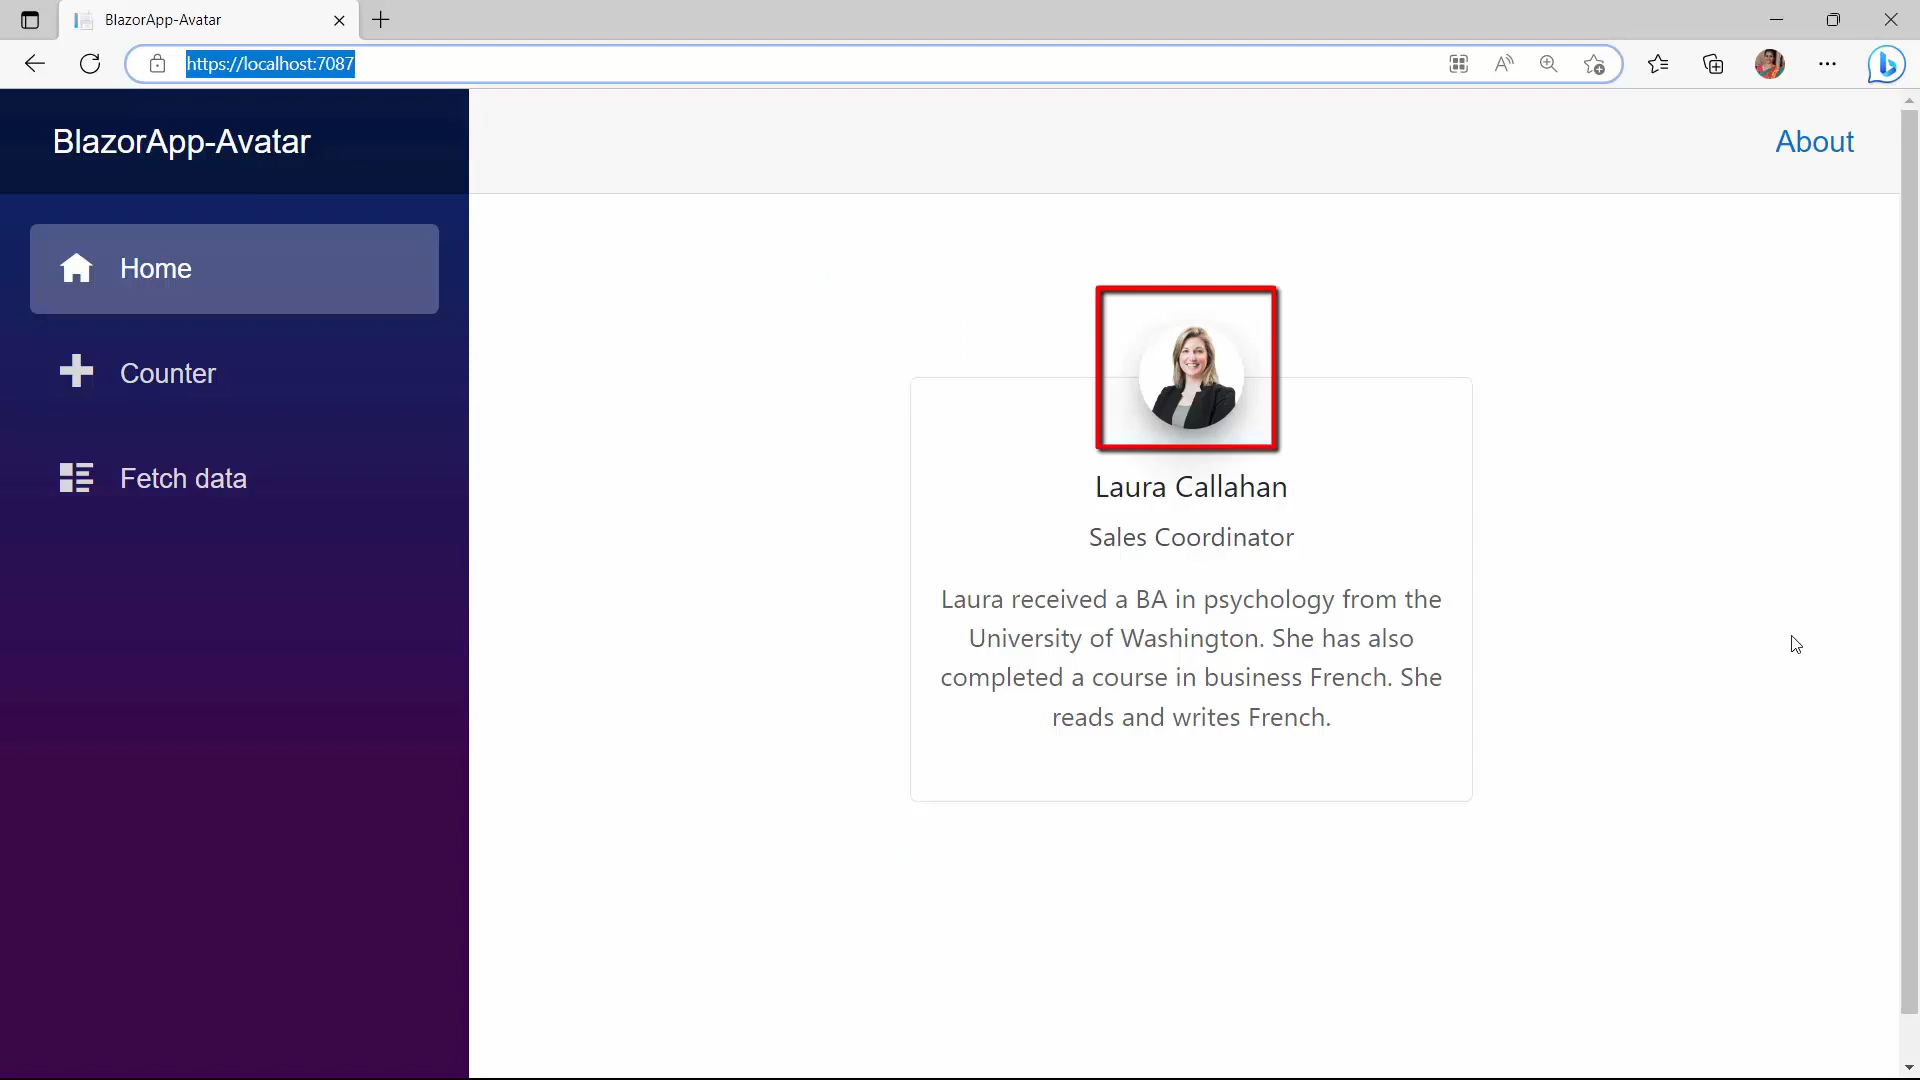 BlazorApp-Avatar
https://localhost:7087
BlazorApp-Avatar
About
Home
Counter
Fetch data
Laura Callahan
Sales Coordinator
Laura received a BA in psychology from the
University of Washington. She has also
completed a course in business French. She
reads and writes French.